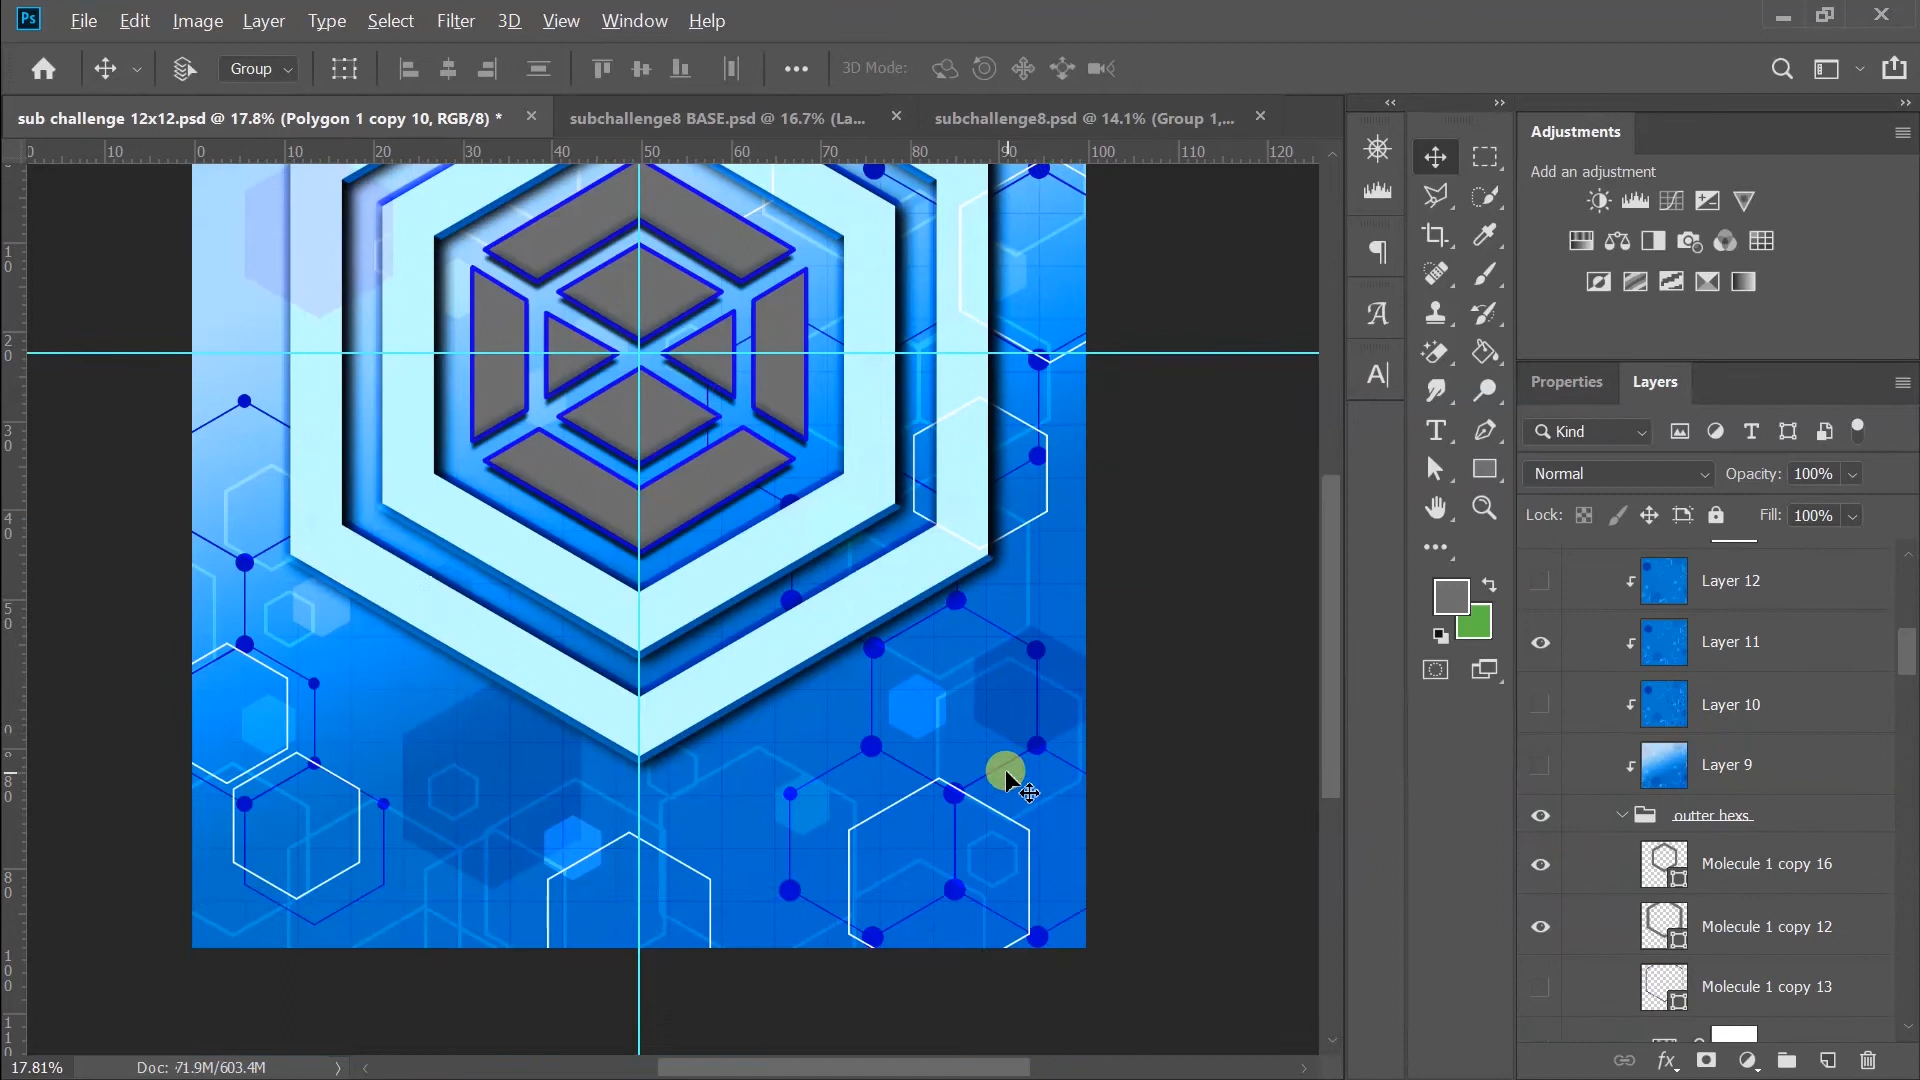 Ps File Edit Image Layer Type Select Filter 3D View Window Help
Group 3D Mode:
sub challenge 12x12.psd @ 17.8% (Polygon 1 copy 10, RGB/8) * subchallenge8 BASE.psd @ 16.7% (La... subchallenge8.psd @ 14.1% (Group 1,...
0 10 0 10 20 30 40 50 60 70 80 90 100 110 120
Adjustments
Add an adjustment
Properties Layers
Kind
Normal Opacity: 100%
Lock: Fill: 100%
Layer 12
Layer 11
Layer 10
Layer 9
outter hexs
Molecule 1 copy 16
Molecule 1 copy 12
Molecule 1 copy 13
17.81% Doc: 71.9M/603.4M